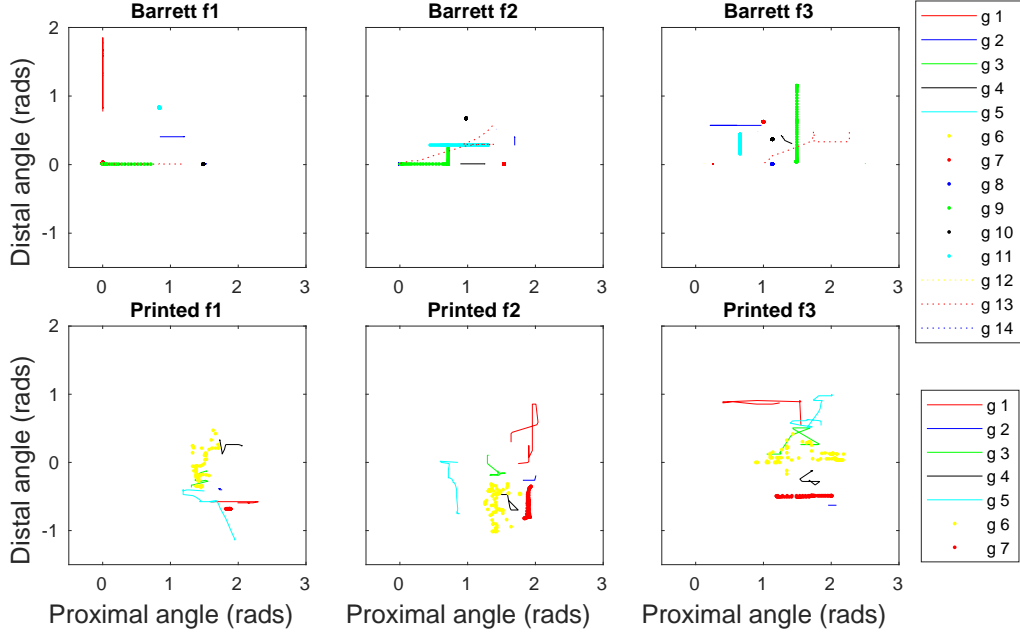 Barrett f1
Barrett f2
Barrett f3
Distal angle (rads)
2
1
0
-1
0 1 2 3
0 1 2 3
0 1 2 3
g 1
g 2
g 3
g 4
g 5
g 6
g 7
g 8
g 9
g 10
g 11
g 12
g 13
g 14
Printed f1
Printed f2
Printed f3
Distal angle (rads)
2
1
0
-1
0 1 2 3
0 1 2 3
0 1 2 3
Proximal angle (rads)
Proximal angle (rads)
Proximal angle (rads)
g 1
g 2
g 3
g 4
g 5
g 6
g 7